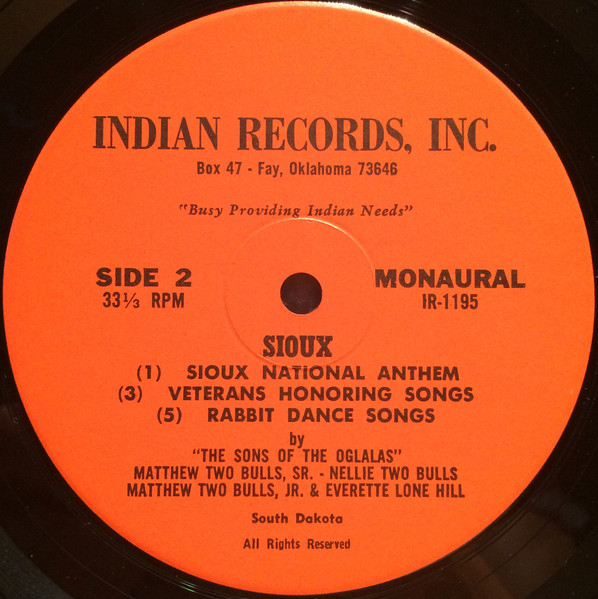 INDIAN RECORDS, INC.
Box 47 - Fay, Oklahoma 73646
"Busy Providing Indian Needs"
SIDE 2 MONAURAL
33⅓ RPM IR-1195
SIOUX
(1) SIOUX NATIONAL ANTHEM
(3) VETERANS HONORING SONGS
(5) RABBIT DANCE SONGS
by
"THE SONS OF THE OGLALAS"
MATTHEW TWO BULLS, SR. - NELLIE TWO BULLS
MATTHEW TWO BULLS, JR. & EVERETTE LONE HILL
South Dakota
All Rights Reserved